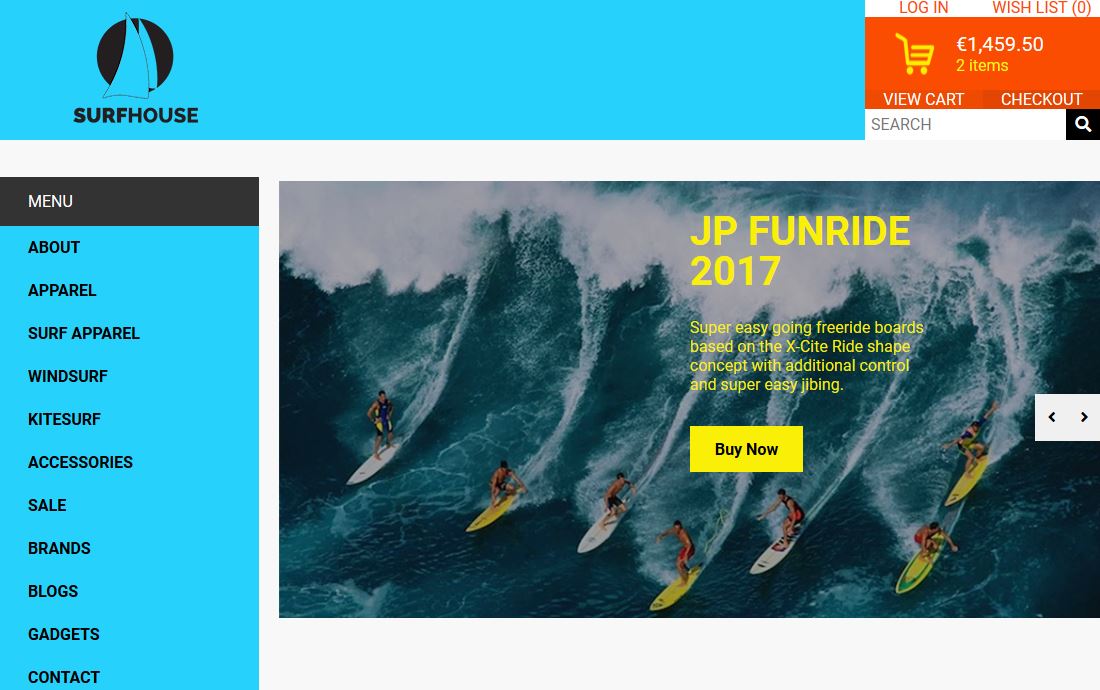 SURFHOUSE
LOG IN
WISH LIST (0)
€1,459.50
2 items
VIEW CART
CHECKOUT
SEARCH
MENU
ABOUT
APPAREL
SURF APPAREL
WINDSURF
KITESURF
ACCESSORIES
SALE
BRANDS
BLOGS
GADGETS
CONTACT
JP FUNRIDE
2017
Super easy going freeride boards
based on the X-Cite Ride shape
concept with additional control
and super easy jibing.
Buy Now